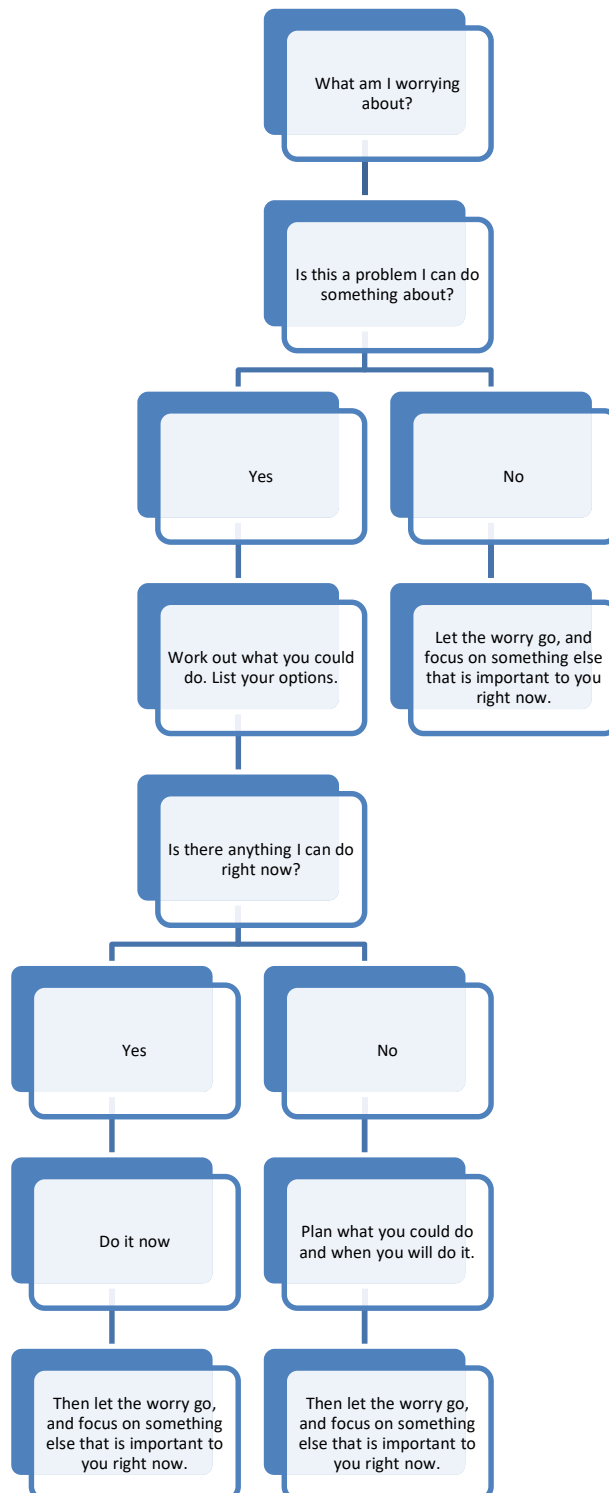 What am I worrying
about?
Is this a problem I can do
something about?
Yes
No
Work out what you could
do. List your options.
Let the worry go, and
focus on something else
that is important to you
right now.
Is there anything I can do
right now?
Yes
No
Do it now
Plan what you could do
and when you will do it.
Then let the worry go,
and focus on something
else that is important to
you right now.
Then let the worry go,
and focus on something
else that is important to
you right now.